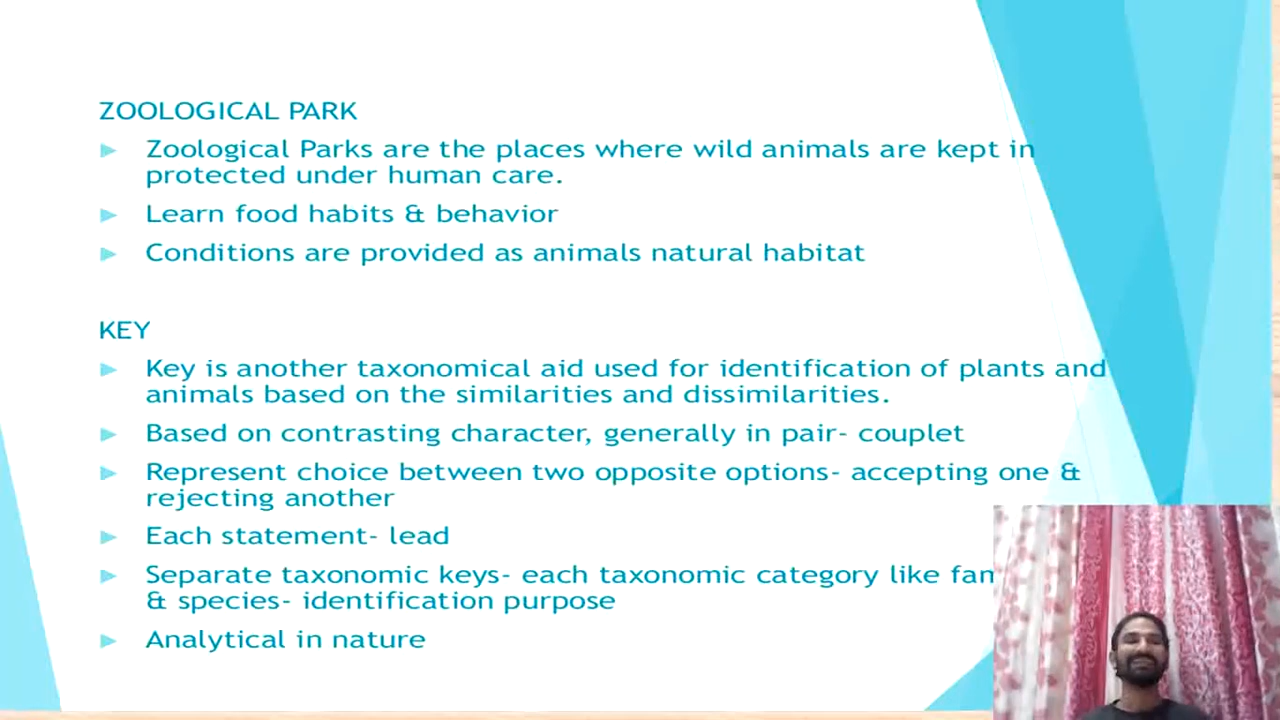 ZOOLOGICAL PARK
Zoological Parks are the places where wild animals are kept in
protected under human care.
Learn food habits & behavior
Conditions are provided as animals natural habitat
KEY
Key is another taxonomical aid used for identification of plants and
animals based on the similarities and dissimilarities.
Based on contrasting character, generally in pair- couplet
Represent choice between two opposite options- accepting one &
rejecting another
Each statement- lead
Separate taxonomic keys- each taxonomic category like
& species- identification purpose
Analytical in nature